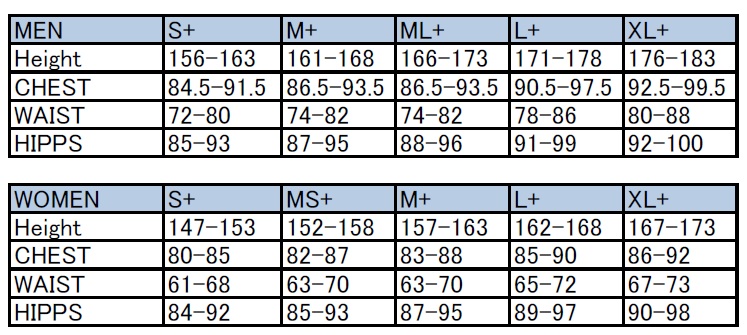 MEN S+ M+ ML+ L+ XL+
Height 156-163 161-168 166-173 171-178 176-183
CHEST 84.5-91.5 86.5-93.5 86.5-93.5 90.5-97.5 92.5-99.5
WAIST 72-80 74-82 74-82 78-86 80-88
HIPPS 85-93 87-95 88-96 91-99 92-100
WOMEN S+ MS+ M+ L+ XL+
Height 147-153 152-158 157-163 162-168 167-173
CHEST 80-85 82-87 83-88 85-90 86-92
WAIST 61-68 63-70 63-70 65-72 67-73
HIPPS 84-92 85-93 87-95 89-97 90-98